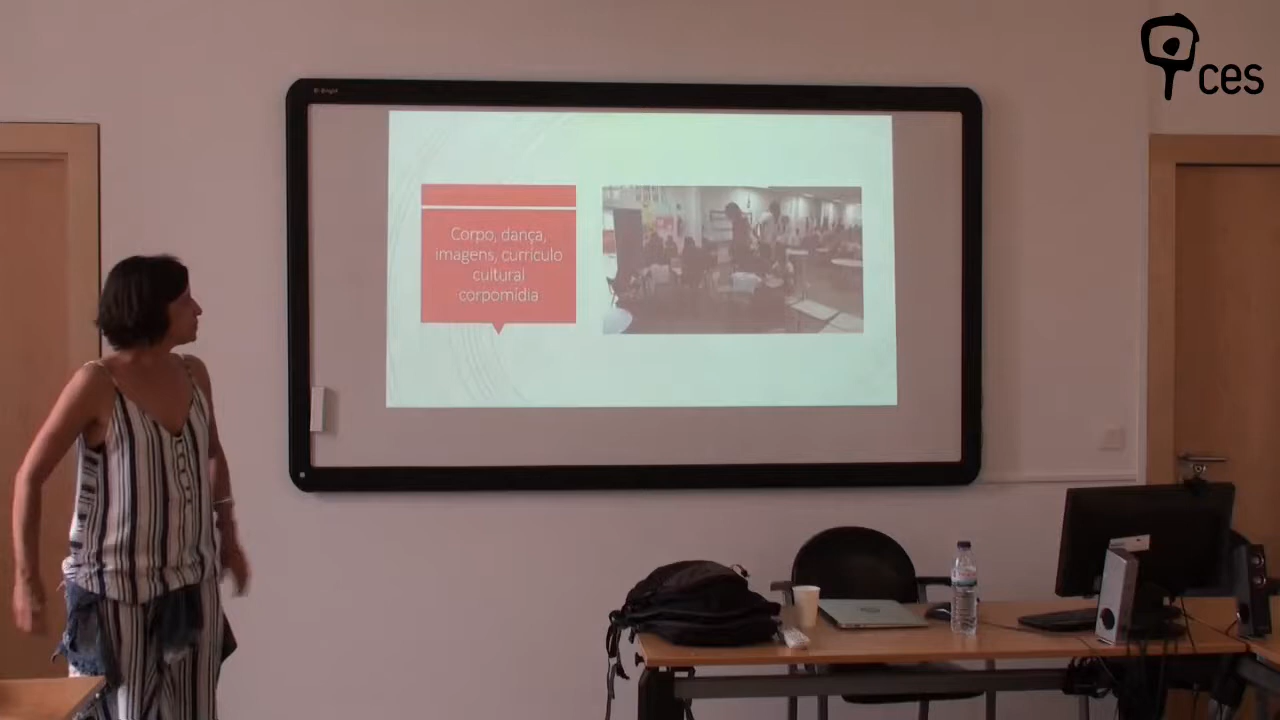 ces
Corpo, dança,
imagens, currículo
cultural
corpomídia